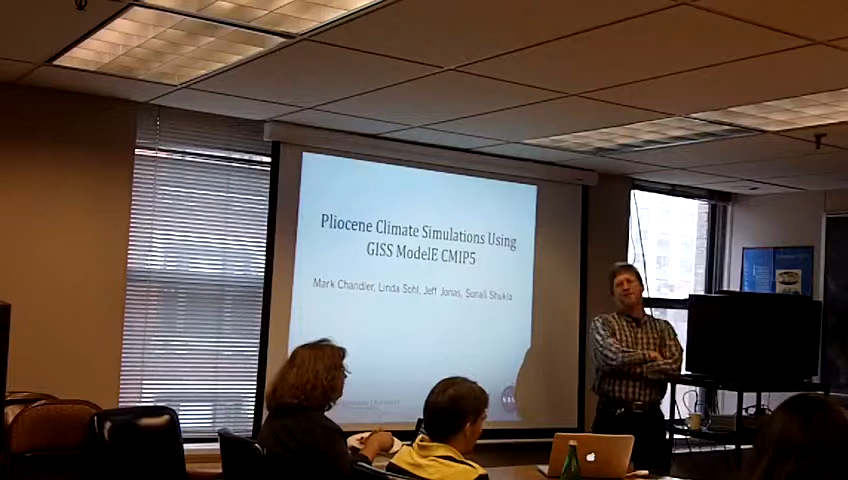 Pliocene Climate Simulations Using
GISS ModelE CMIP5
Mark Chandler, Linda Sohl, Jeff Jonas, Sonali Shukla